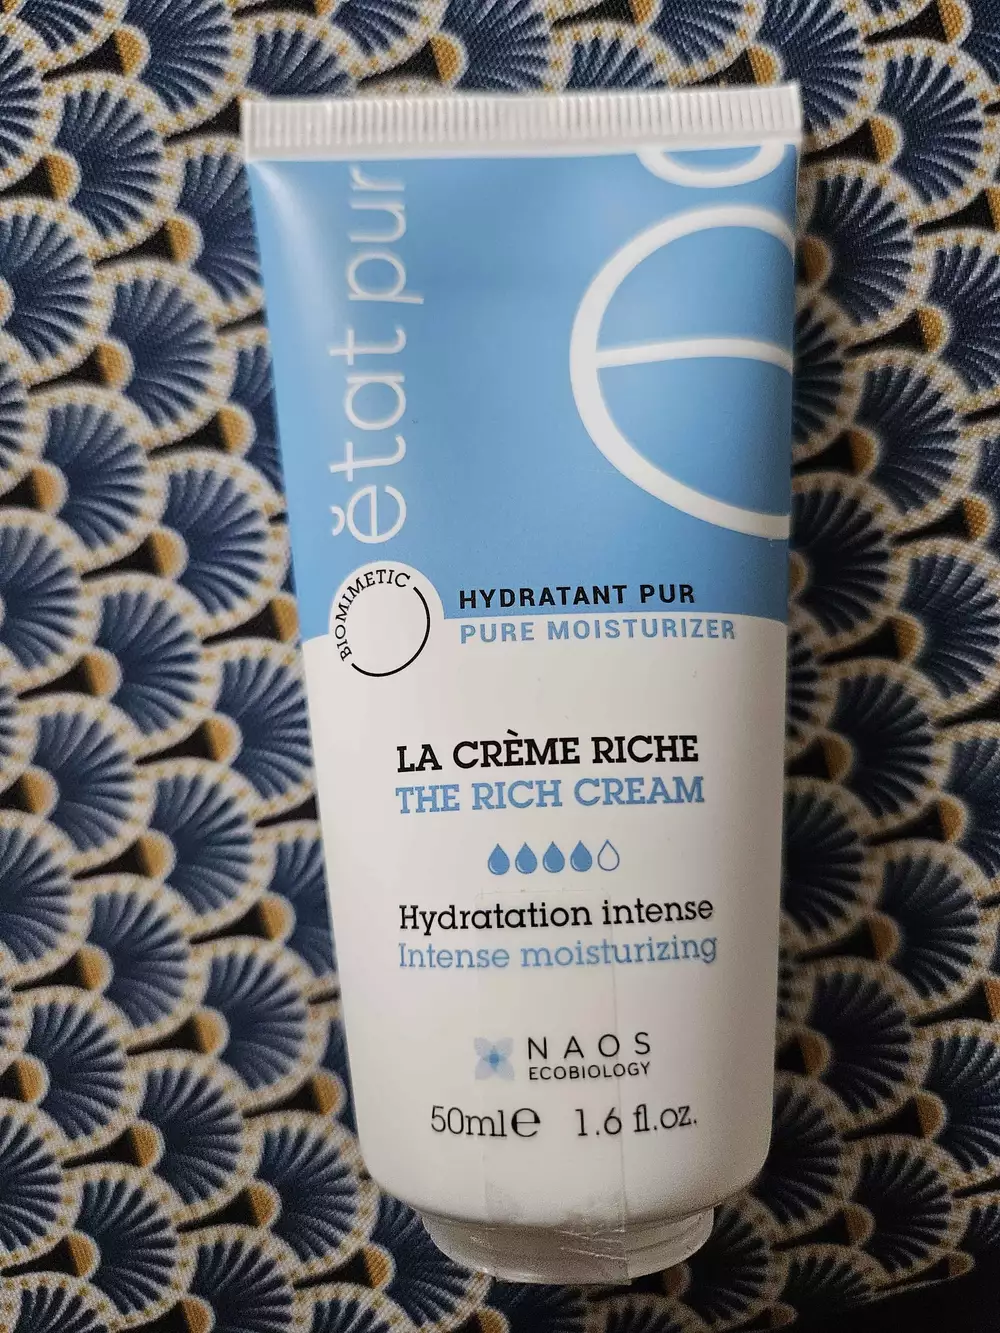 ětat pur
BIOMIMETIC
HYDRATANT PUR
PURE MOISTURIZER
LA CRÈME RICHE
THE RICH CREAM
Hydratation intense
Intense moisturizing
NAOS
ECOBIOLOGY
50ml℮ 1.6 fl.oz.